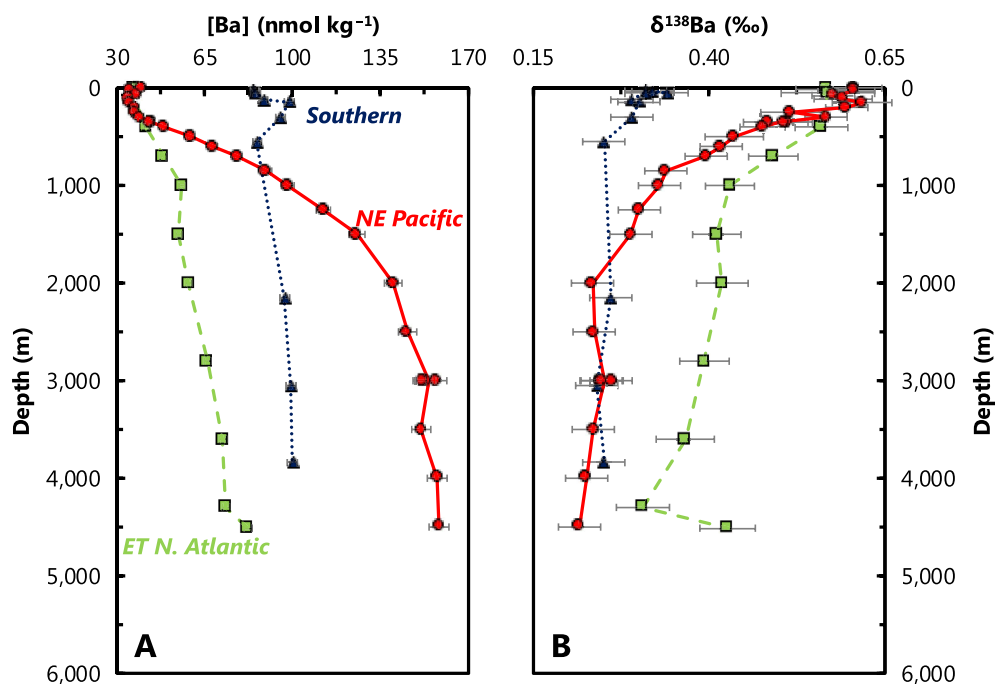 [Ba] (nmol kg⁻¹)
30 65 100 135 170
0
1,000
2,000
3,000
4,000
5,000
6,000
Depth (m)
Southern
NE Pacific
ET N. Atlantic
A
δ¹³⁸Ba (‰)
0.15 0.40 0.65
0
1,000
2,000
3,000
4,000
5,000
6,000
Depth (m)
B